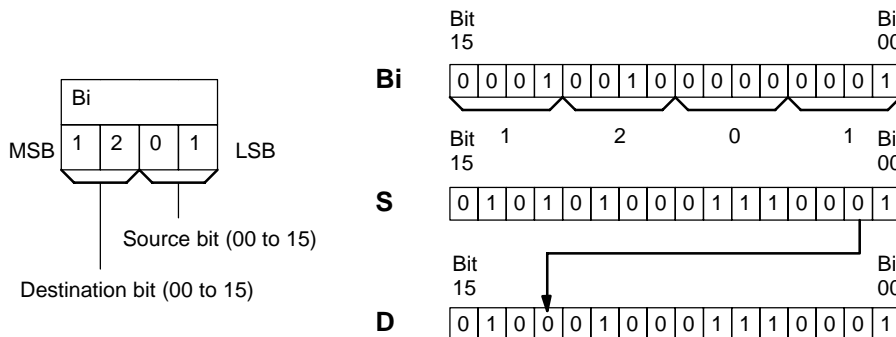 Bi
MSB 1 2 0 1 LSB
Source bit (00 to 15)
Destination bit (00 to 15)
Bit
15
Bi
00
Bi 0 0 0 1 0 0 1 0 0 0 0 0 0 0 0 1
1 2 0 1
Bit
15
Bi
00
S 0 1 0 1 0 1 0 0 0 1 1 1 0 0 0 1
Bit
15
Bi
00
D 0 1 0 0 0 1 0 0 0 1 1 1 0 0 0 1